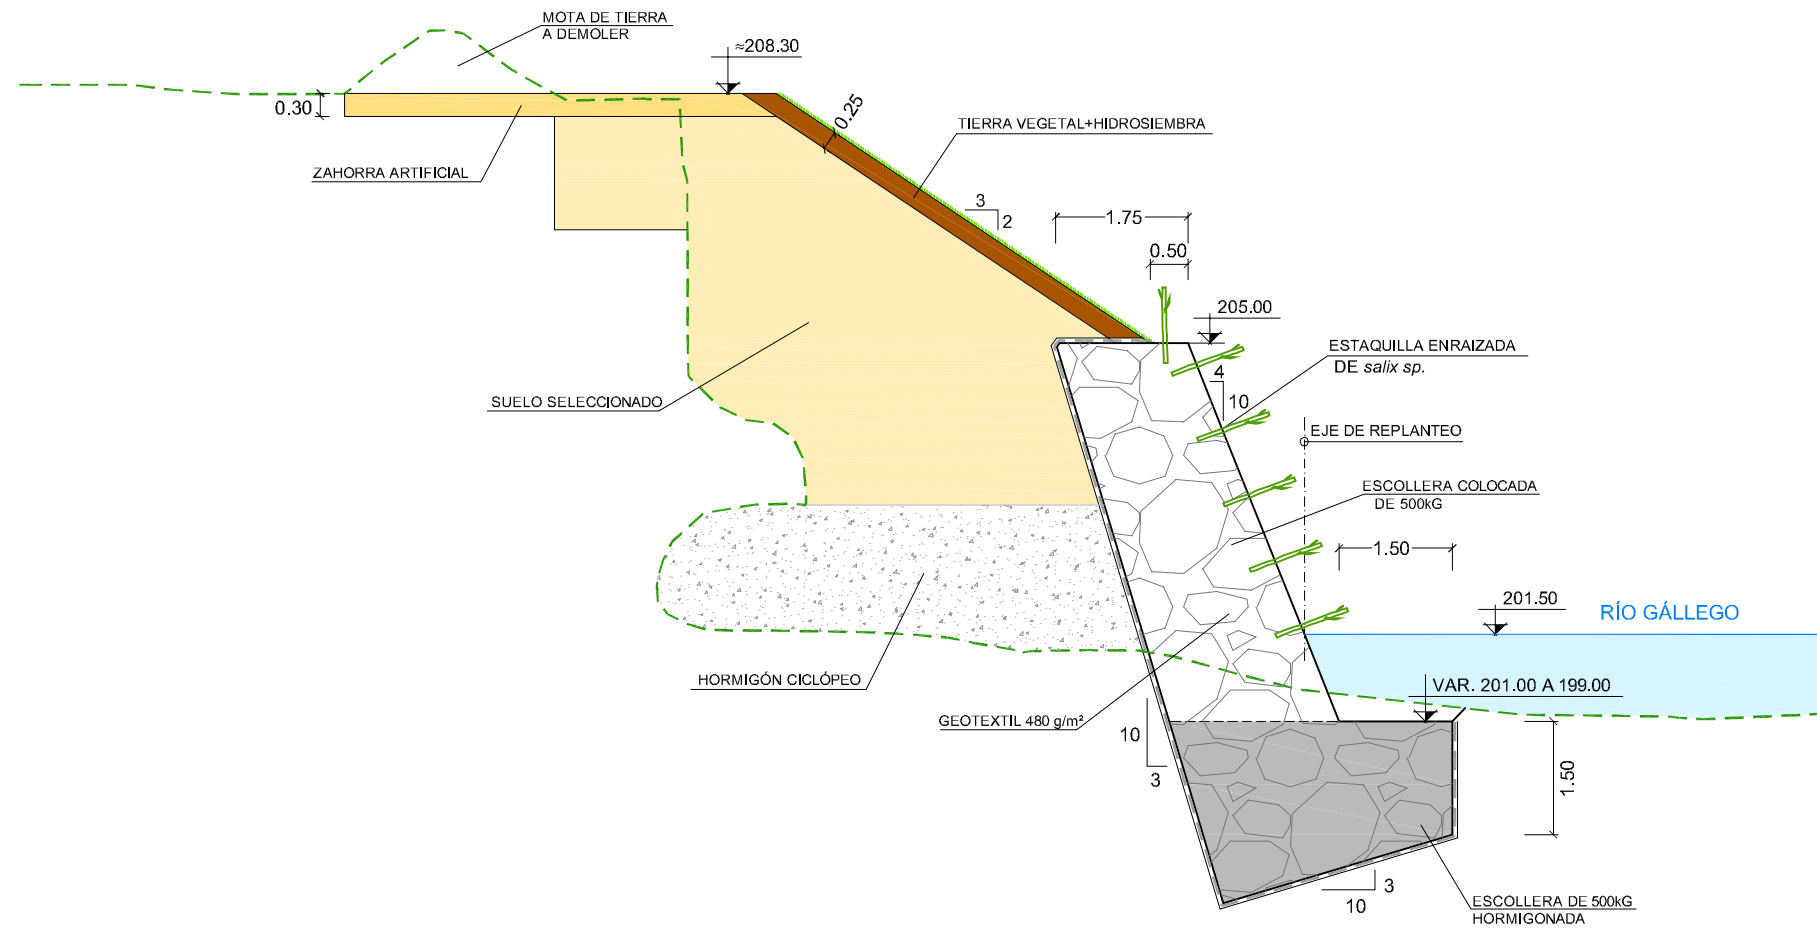 MOTA DE TIERRA
A DEMOLER
≈208.30
0.30
0.25
TIERRA VEGETAL+HIDROSIEMBRA
ZAHORRA ARTIFICIAL
3
2
1.75
0.50
205.00
ESTAQUILLA ENRAIZADA
DE salix sp.
4
10
SUELO SELECCIONADO
EJE DE REPLANTEO
ESCOLLERA COLOCADA
DE 500kG
1.50
201.50
RÍO GÁLLEGO
HORMIGÓN CICLÓPEO
VAR. 201.00 A 199.00
GEOTEXTIL 480 g/m²
10
3
1.50
3
10
ESCOLLERA DE 500kG
HORMIGONADA